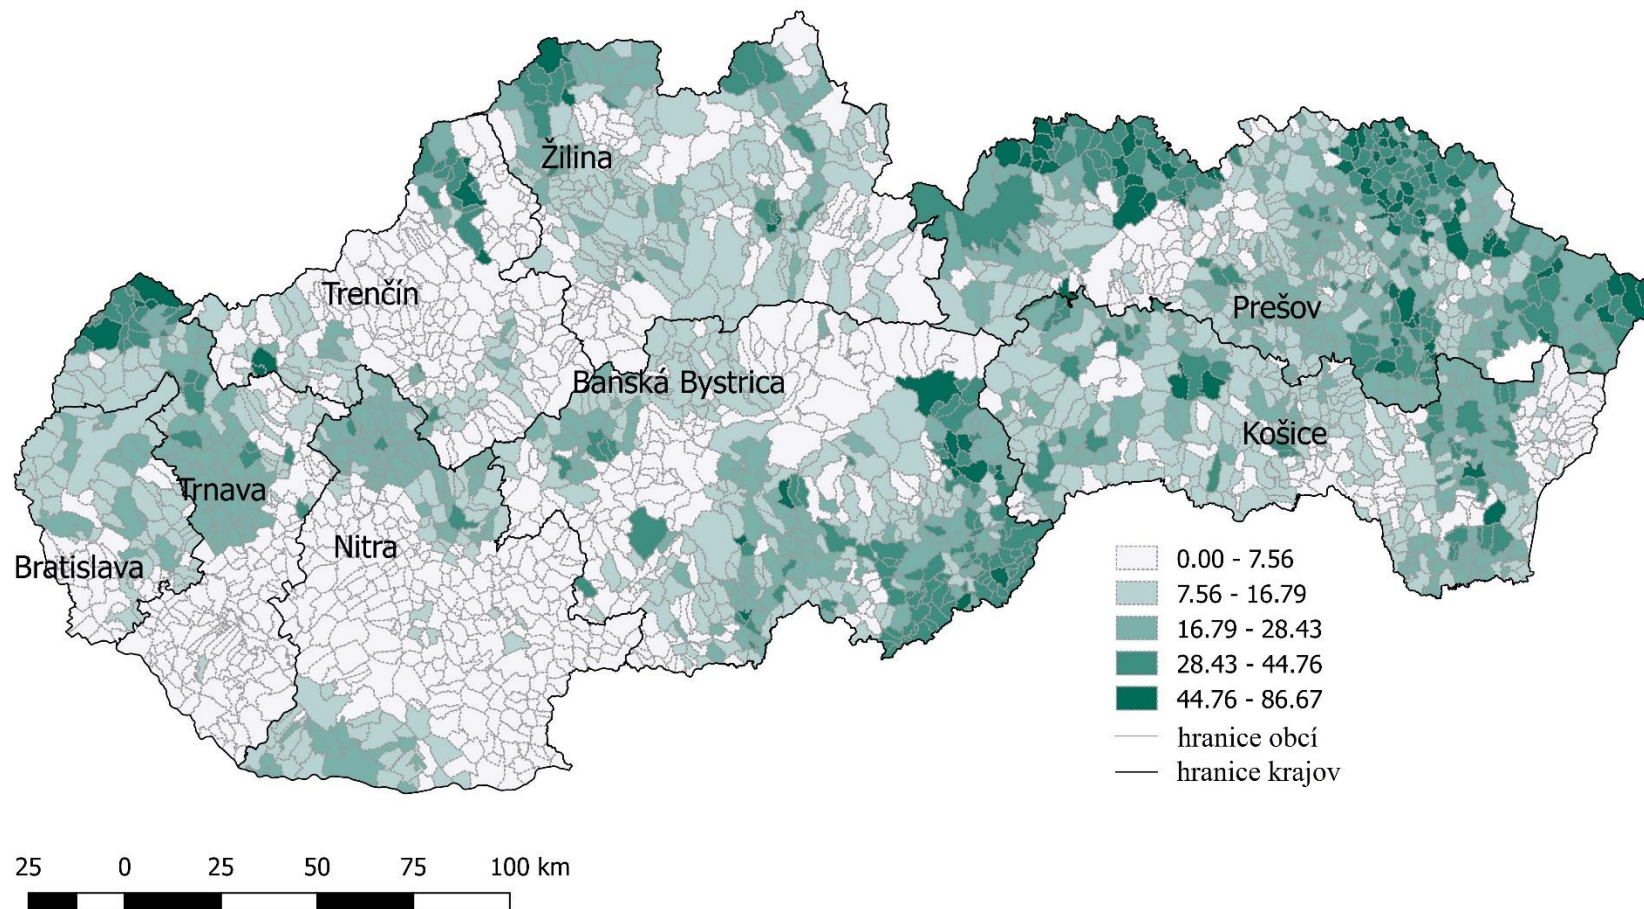 Žilina
Trenčín
Prešov
Banská Bystrica
Košice
Trnava
Nitra
Bratislava
0.00 - 7.56
7.56 - 16.79
16.79 - 28.43
28.43 - 44.76
44.76 - 86.67
hranice obcí
hranice krajov
25 0 25 50 75 100 km